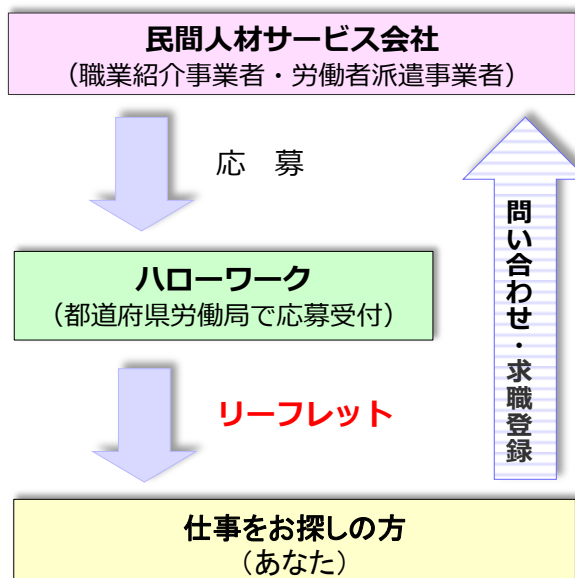 民間人材サービス会社
（職業紹介事業者・労働者派遣事業者）
応　募
ハローワーク
（都道府県労働局で応募受付）
リーフレット
問い合わせ・求職登録
仕事をお探しの方
（あなた）